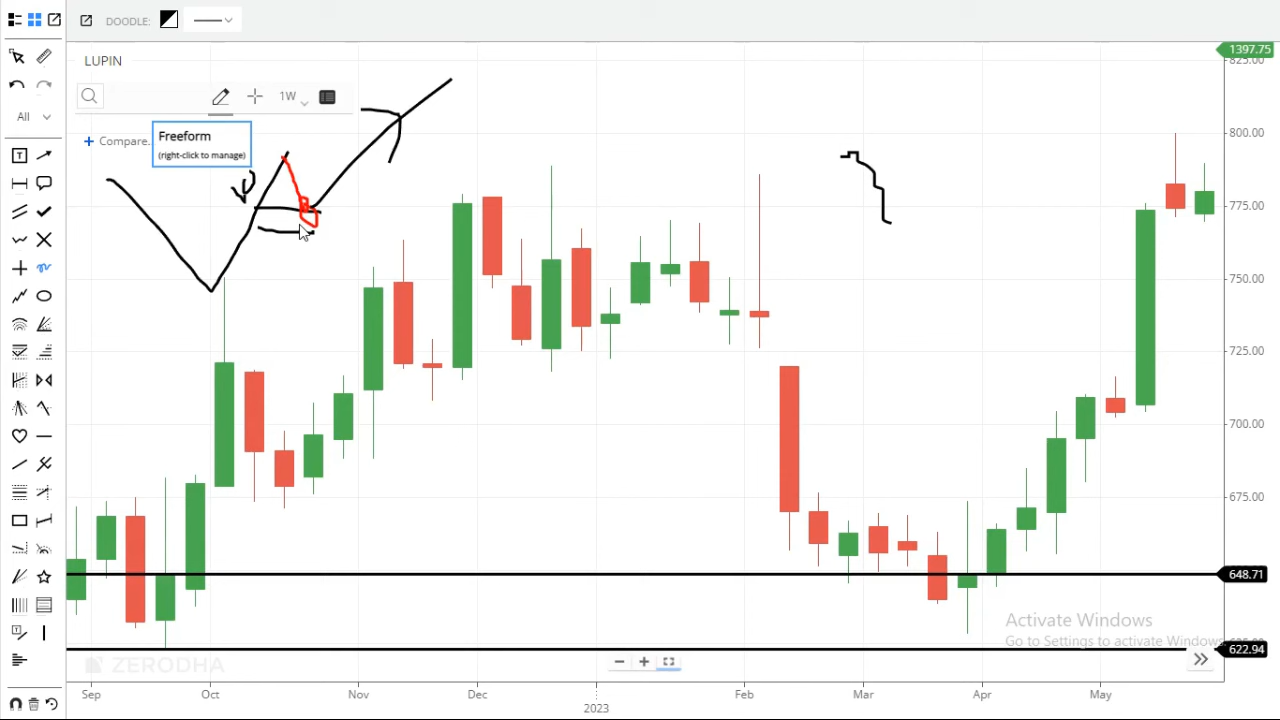 DOODLE:
1397.75
825.00
LUPIN
1W
All
Compare.
Freeform
(right-click to manage)
800.00
775.00
750.00
725.00
700.00
675.00
648.71
Activate Windows
Go to Settings to activate Windows.
622.94
ZERODHA
Sep
Oct
Nov
Dec
Feb
Mar
Apr
May
2023